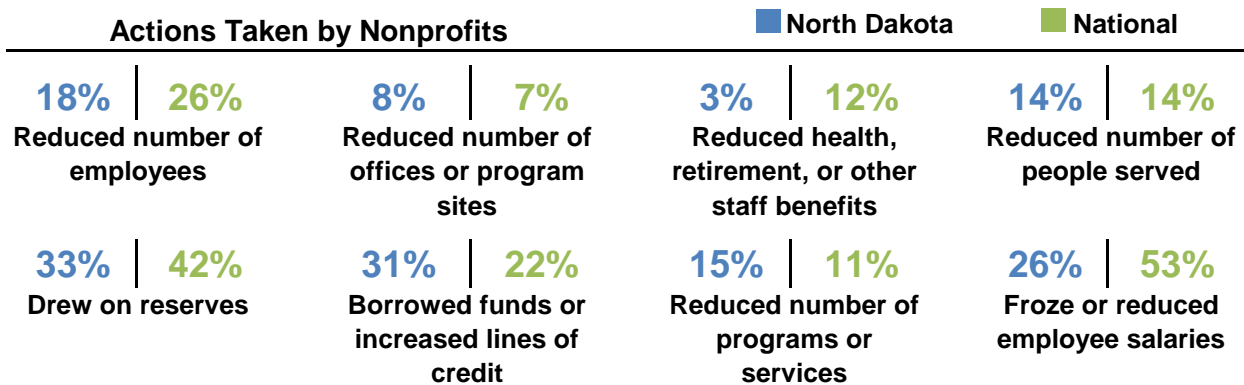 Actions Taken by Nonprofits
North Dakota
National
18% 26%
Reduced number of
employees
8% 7%
Reduced number of
offices or program
sites
3% 12%
Reduced health,
retirement, or other
staff benefits
14% 14%
Reduced number of
people served
33% 42%
Drew on reserves
31% 22%
Borrowed funds or
increased lines of
credit
15% 11%
Reduced number of
programs or
services
26% 53%
Froze or reduced
employee salaries